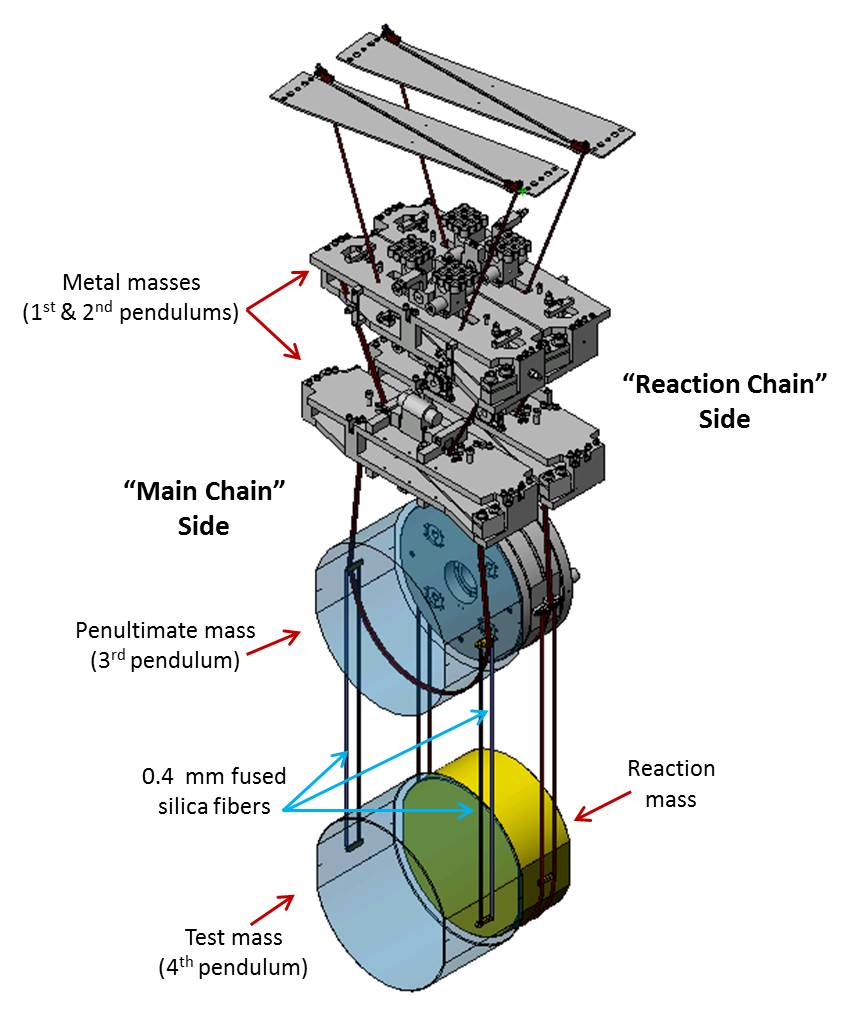 Metal masses
(1st & 2nd pendulums)
“Reaction Chain”
Side
“Main Chain”
Side
Penultimate mass
(3rd pendulum)
0.4 mm fused
silica fibers
Reaction
mass
Test mass
(4th pendulum)